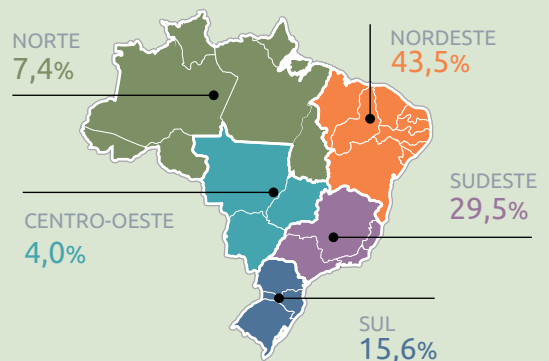 NORTE
7,4%
NORDESTE
43,5%
SUDESTE
29,5%
CENTRO-OESTE
4,0%
SUL
15,6%